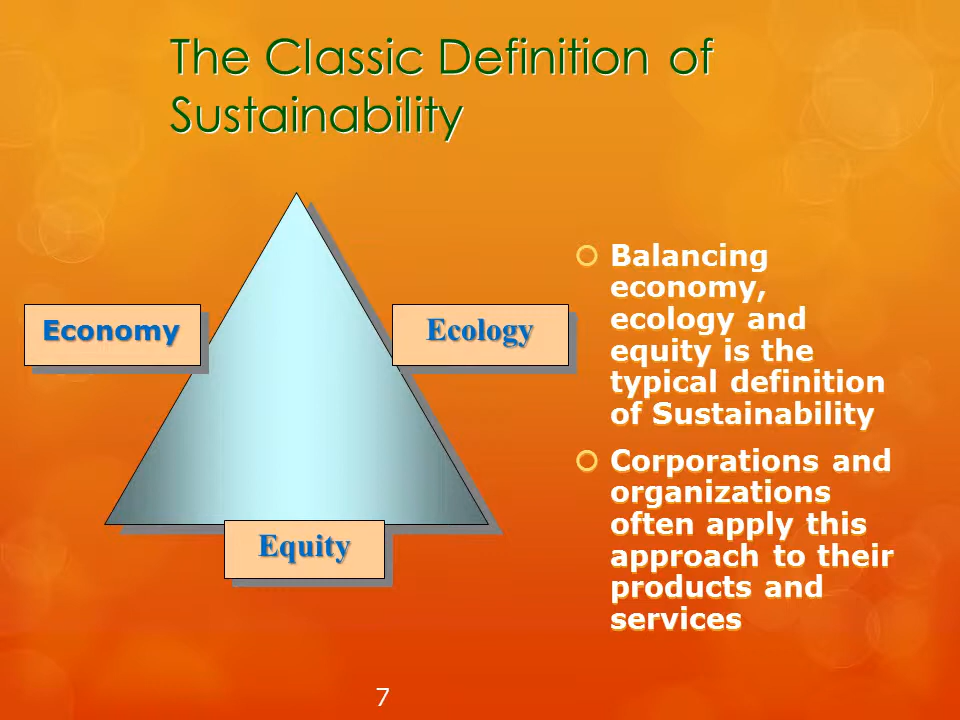 The Classic Definition of
Sustainability
Economy
Ecology
Equity
Balancing
economy,
ecology and
equity is the
typical definition
of Sustainability
Corporations and
organizations
often apply this
approach to their
products and
services
7